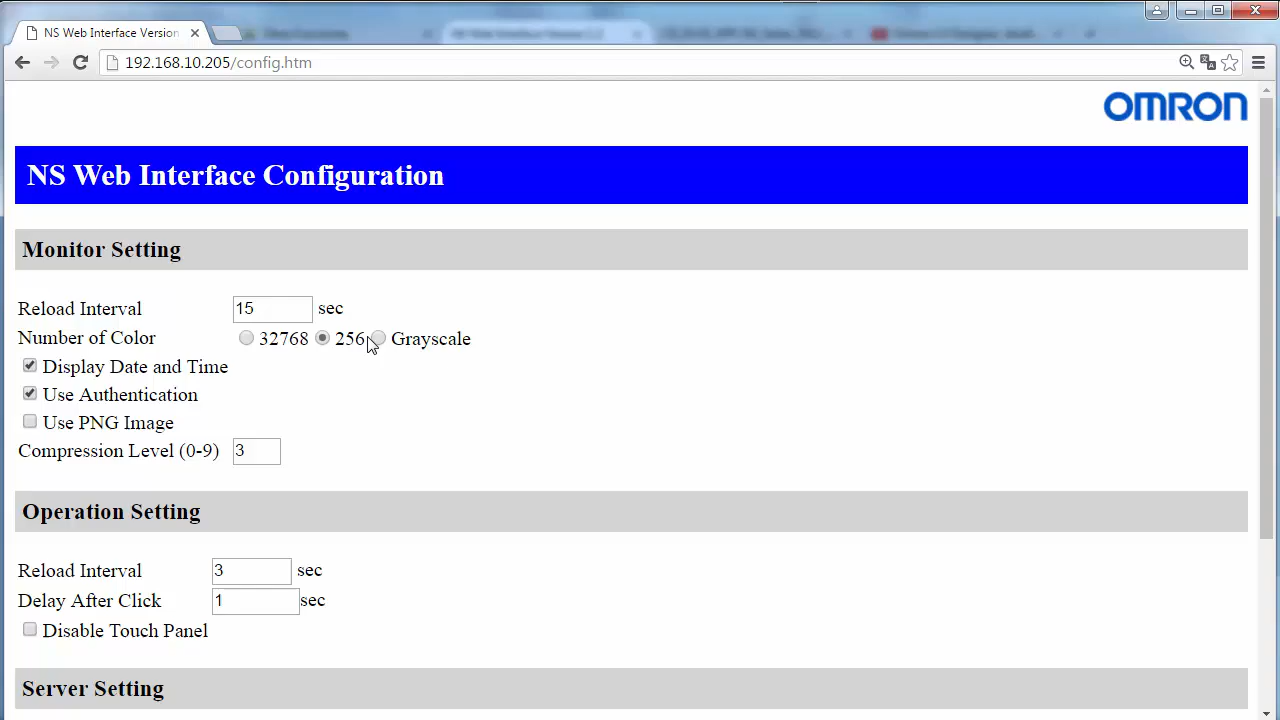 NS Web Interface Version
192.168.10.205/config.htm
OMRON
NS Web Interface Configuration
Monitor Setting
Reload Interval 15 sec
Number of Color 32768 256 Grayscale
Display Date and Time
Use Authentication
Use PNG Image
Compression Level (0-9) 3
Operation Setting
Reload Interval 3 sec
Delay After Click 1 sec
Disable Touch Panel
Server Setting